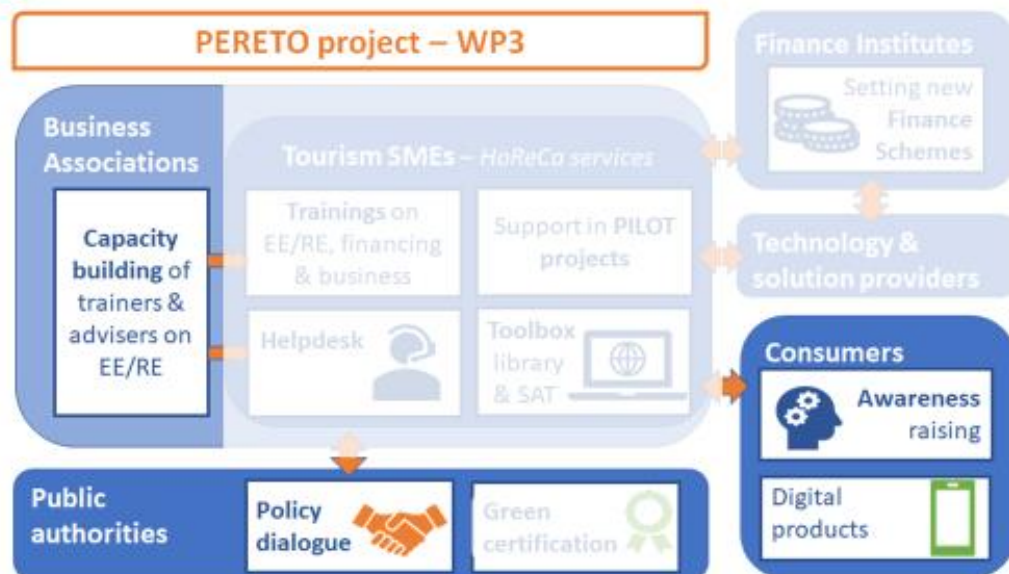 PERETO project – WP3
Finance Institutes
Setting new
Finance
Schemes
Business
Associations
Tourism SMEs – HoReCa services
Capacity
building of
trainers &
advisers on
EE/RE
Trainings on
EE/RE, financing
& business
Support in PILOT
projects
Technology &
solution providers
Helpdesk
Toolbox
library
& SAT
Consumers
Awareness
raising
Digital
products
Public
authorities
Policy
dialogue
Green
certification